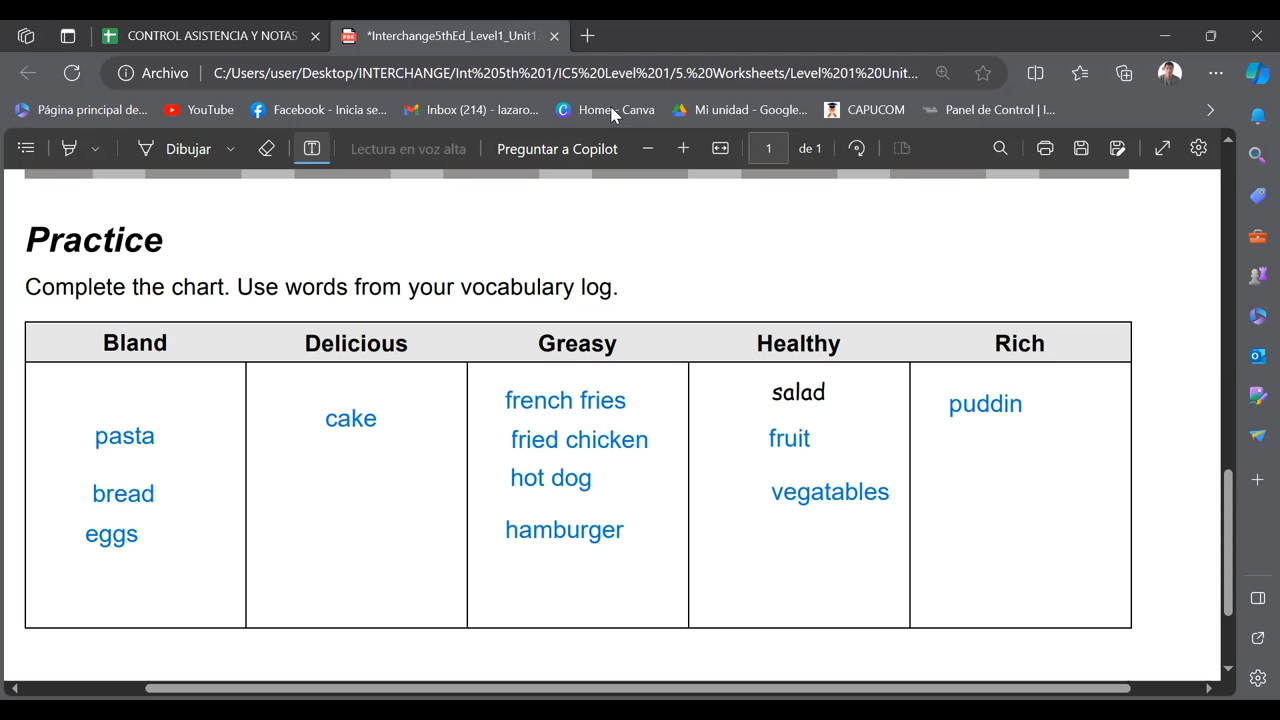 CONTROL ASISTENCIA Y NOTAS
*Interchange5thEd_Level1_Unit13
Archivo
C:/Users/user/Desktop/INTERCHANGE/Int%205th%201/IC5%20Level%201/5.%20Worksheets/Level%201%20Unit...
Página principal de...
YouTube
Facebook - Inicia se...
Inbox (214) - lazaro...
Home - Canva
Mi unidad - Google...
CAPUCOM
Panel de Control | I...
Dibujar
Lectura en voz alta
Preguntar a Copilot
1
de 1
Practice
Complete the chart. Use words from your vocabulary log.
Bland Delicious Greasy Healthy Rich
pasta
bread
eggs
cake
french fries
fried chicken
hot dog
hamburger
salad
fruit
vegatables
puddin